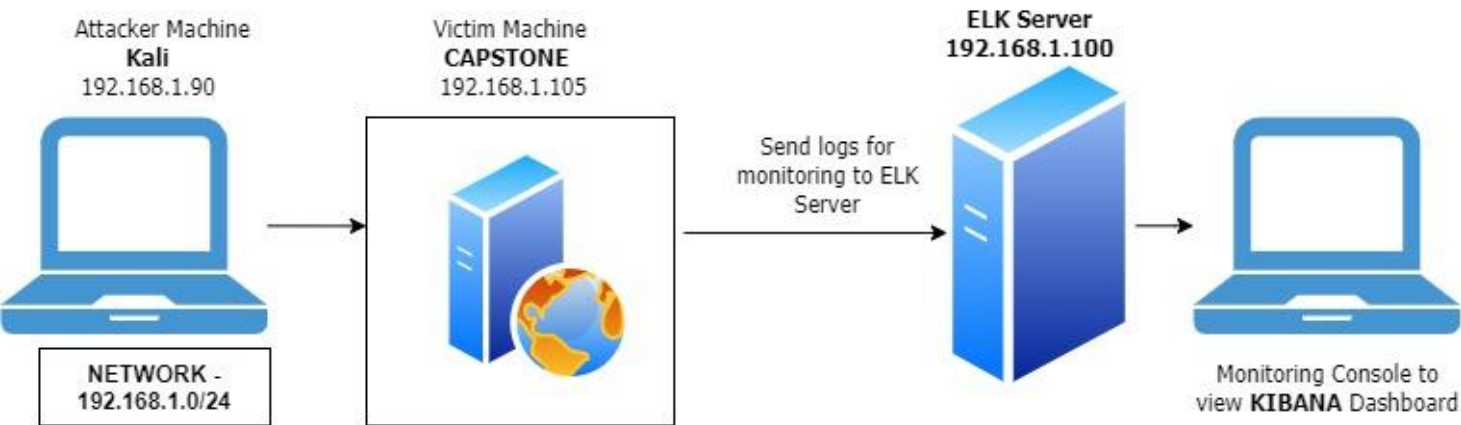 Attacker Machine
Kali
192.168.1.90
NETWORK -
192.168.1.0/24
Victim Machine
CAPSTONE
192.168.1.105
Send logs for
monitoring to ELK
Server
ELK Server
192.168.1.100
Monitoring Console to
view KIBANA Dashboard